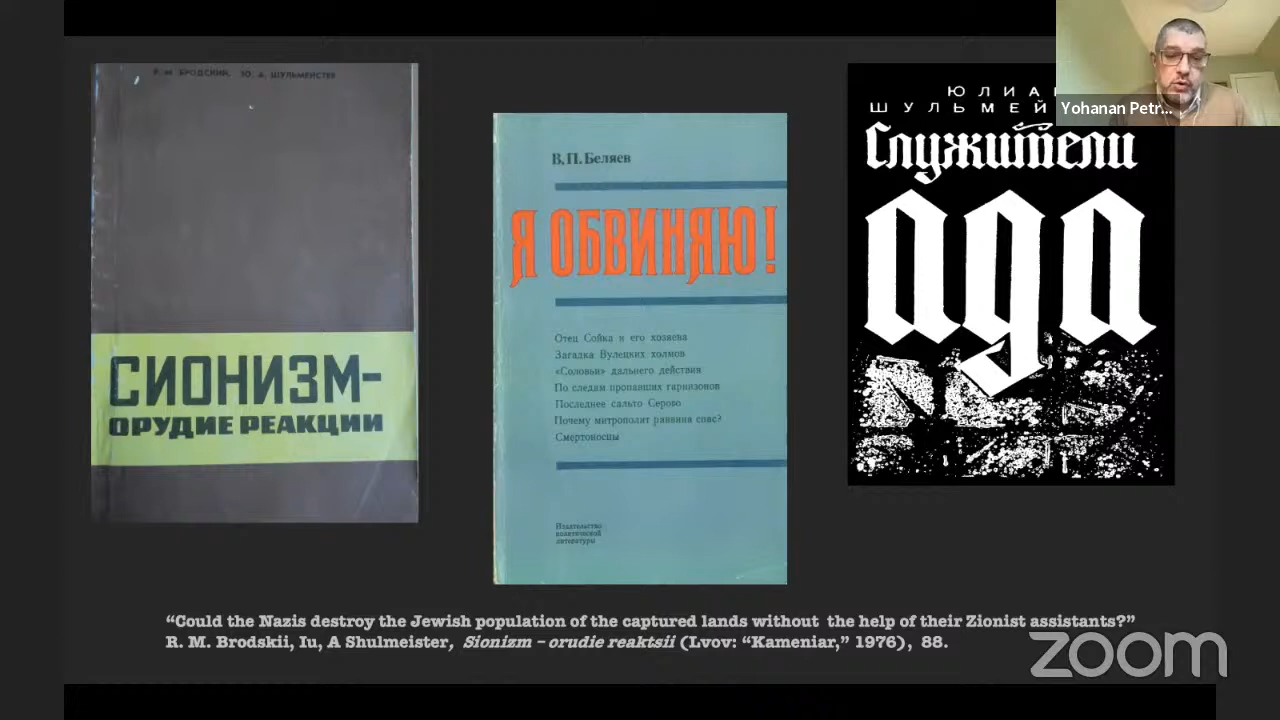 Р. М. БРОДСКИЙ, Ю. А. ШУЛЬМЕЙСТЕР
СИОНИЗМ-
ОРУДИЕ РЕАКЦИИ
В. П. Беляев
Я ОБВИНЯЮ!
Отец Сойка и его хозяева
Загадка Вулецких холмов
«Соловьи» дальнего действия
По следам пропавших гарнизонов
Последнее сальто Серово
Почему митрополит раввина спас?
Смертоносцы
Издательство
политической
литературы
ЮЛИА
ШУЛЬМЕЙ
Служители
ада
Yohanan Petr...
“Could the Nazis destroy the Jewish population of the captured lands without the help of their Zionist assistants?”
R. M. Brodskii, Iu, A Shulmeister, Sionizm – orudie reaktsii (Lvov: “Kameniar,” 1976), 88.
zoom